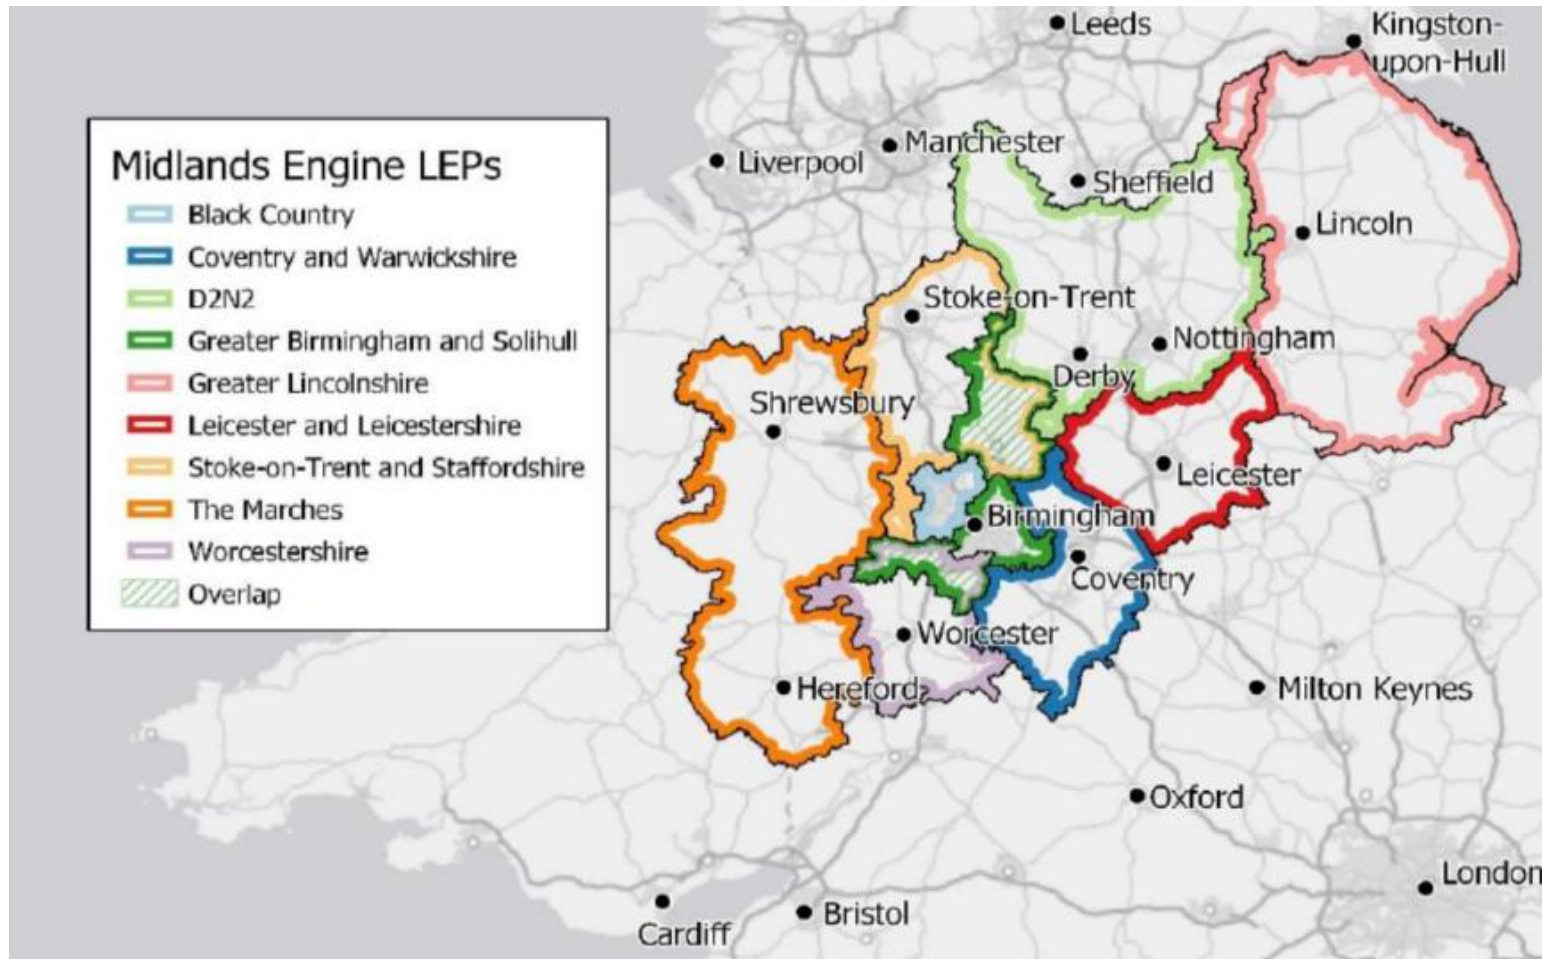 Leeds
Kingston-
upon-Hull
Manchester
Liverpool
Sheffield
Midlands Engine LEPs
Black Country
Coventry and Warwickshire
D2N2
Greater Birmingham and Solihull
Greater Lincolnshire
Leicester and Leicestershire
Stoke-on-Trent and Staffordshire
The Marches
Worcestershire
Overlap
Lincoln
Stoke-on-Trent
Nottingham
Derby
Shrewsbury
Leicester
Birmingham
Coventry
Worcester
Hereford
Milton Keynes
Oxford
London
Bristol
Cardiff